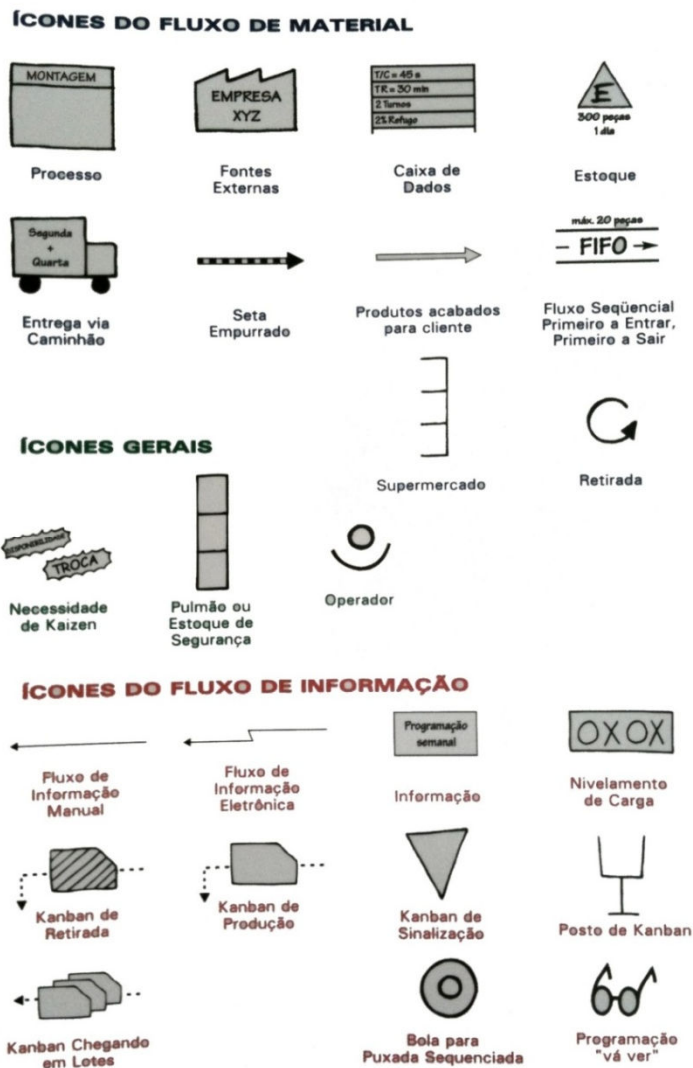 ÍCONES DO FLUXO DE MATERIAL
MONTAGEM
Processo
EMPRESA
XYZ
Fontes
Externas
T/C = 45 s
TR = 30 min
2 Turnos
2% Refugo
Caixa de
Dados
E
300 peças
1 dia
Estoque
Segunda
+
Quarta
Entrega via
Caminhão
Seta
Empurrado
Produtos acabados
para cliente
máx. 20 peças
FIFO
Fluxo Seqüencial
Primeiro a Entrar,
Primeiro a Sair
Supermercado
Retirada
ÍCONES GERAIS
DISPONIBILIDADE
TROCA
Necessidade
de Kaizen
Pulmão ou
Estoque de
Segurança
Operador
ÍCONES DO FLUXO DE INFORMAÇÃO
Fluxo de
Informação
Manual
Fluxo de
Informação
Eletrônica
Programação
semanal
Informação
OXOX
Nivelamento
de Carga
Kanban de
Retirada
Kanban de
Produção
Kanban de
Sinalização
Posto de Kanban
Kanban Chegando
em Lotes
Bola para
Puxada Sequenciada
Programação
"vá ver"